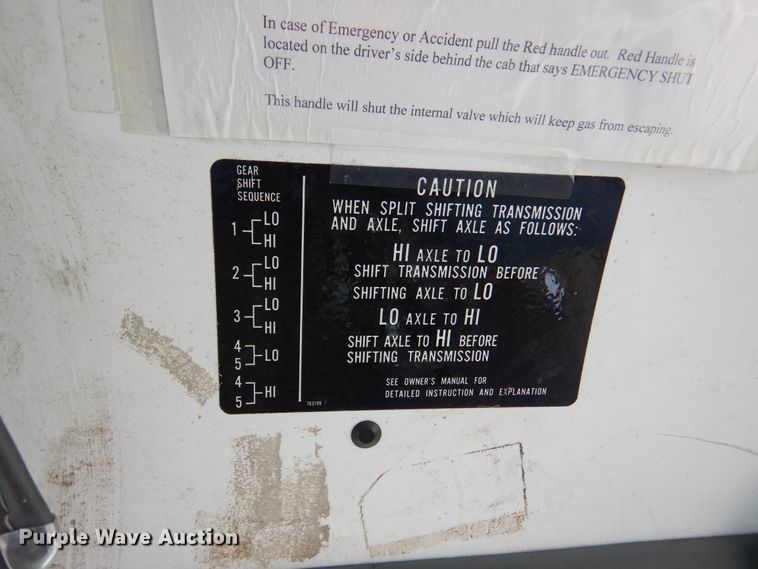 In case of Emergency or Accident pull the Red handle out. Red Handle is
located on the driver's side behind the cab that says EMERGENCY SHUT
OFF.
This handle will shut the internal valve which will keep gas from escaping.
GEAR
SHIFT
SEQUENCE
1 LO
HI
2 LO
HI
3 LO
HI
4
5 LO
4
5 HI
703199
CAUTION
WHEN SPLIT SHIFTING TRANSMISSION
AND AXLE, SHIFT AXLE AS FOLLOWS:
HI AXLE TO LO
SHIFT TRANSMISSION BEFORE
SHIFTING AXLE TO LO
LO AXLE TO HI
SHIFT AXLE TO HI BEFORE
SHIFTING TRANSMISSION
SEE OWNER'S MANUAL FOR
DETAILED INSTRUCTION AND EXPLANATION
Purple Wave Auction